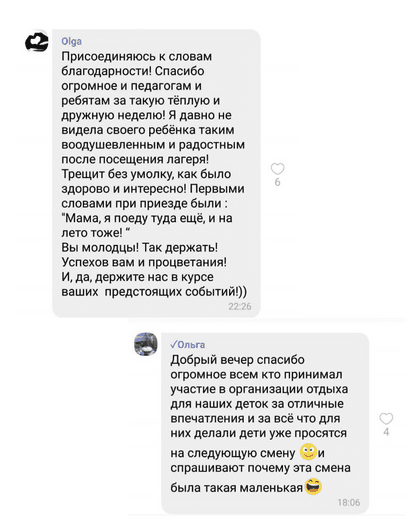 Olga
Присоединяюсь к словам
благодарности! Спасибо
огромное и педагогам и
ребятам за такую тёплую и
дружную неделю! Я давно не
видела своего ребёнка таким
воодушевленным и радостным
после посещения лагеря!
Трещит без умолку, как было
здорово и интересно! Первыми
словами при приезде были :
"Мама, я поеду туда ещё, и на
лето тоже! “
Вы молодцы! Так держать!
Успехов вам и процветания!
И, да, держите нас в курсе
ваших предстоящих событий!))
22:26
6
✓Ольга
Добрый вечер спасибо
огромное всем кто принимал
участие в организации отдыха
для наших деток за отличные
впечатления и за всё что для
них делали дети уже просятся
на следующую смену 😜и
спрашивают почему эта смена
была такая маленькая😄
18:06
4